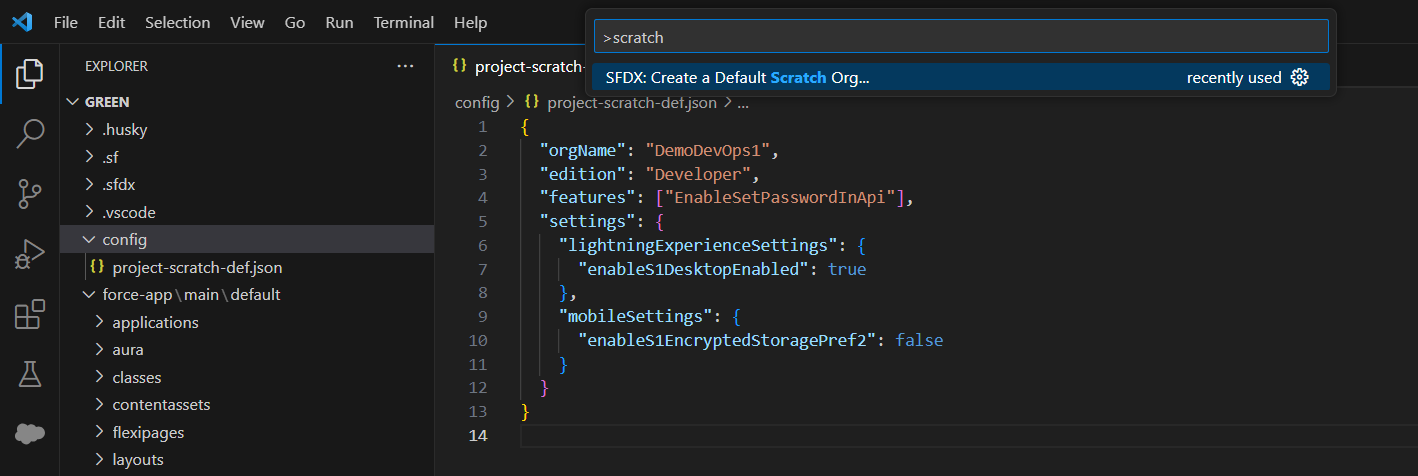 File Edit Selection View Go Run Terminal Help
>scratch
SFDX: Create a Default Scratch Org... recently used
EXPLORER ...
GREEN
.husky
.sf
.sfdx
.vscode
config
{} project-scratch-def.json
force-app\main\default
applications
aura
classes
contentassets
flexipages
layouts
{} project-scratch-
config > {} project-scratch-def.json > ...
1 {
2 "orgName": "DemoDevOps1",
3 "edition": "Developer",
4 "features": ["EnableSetPasswordInApi"],
5 "settings": {
6 "lightningExperienceSettings": {
7 "enableS1DesktopEnabled": true
8 },
9 "mobileSettings": {
10 "enableS1EncryptedStoragePref2": false
11 }
12 }
13 }
14